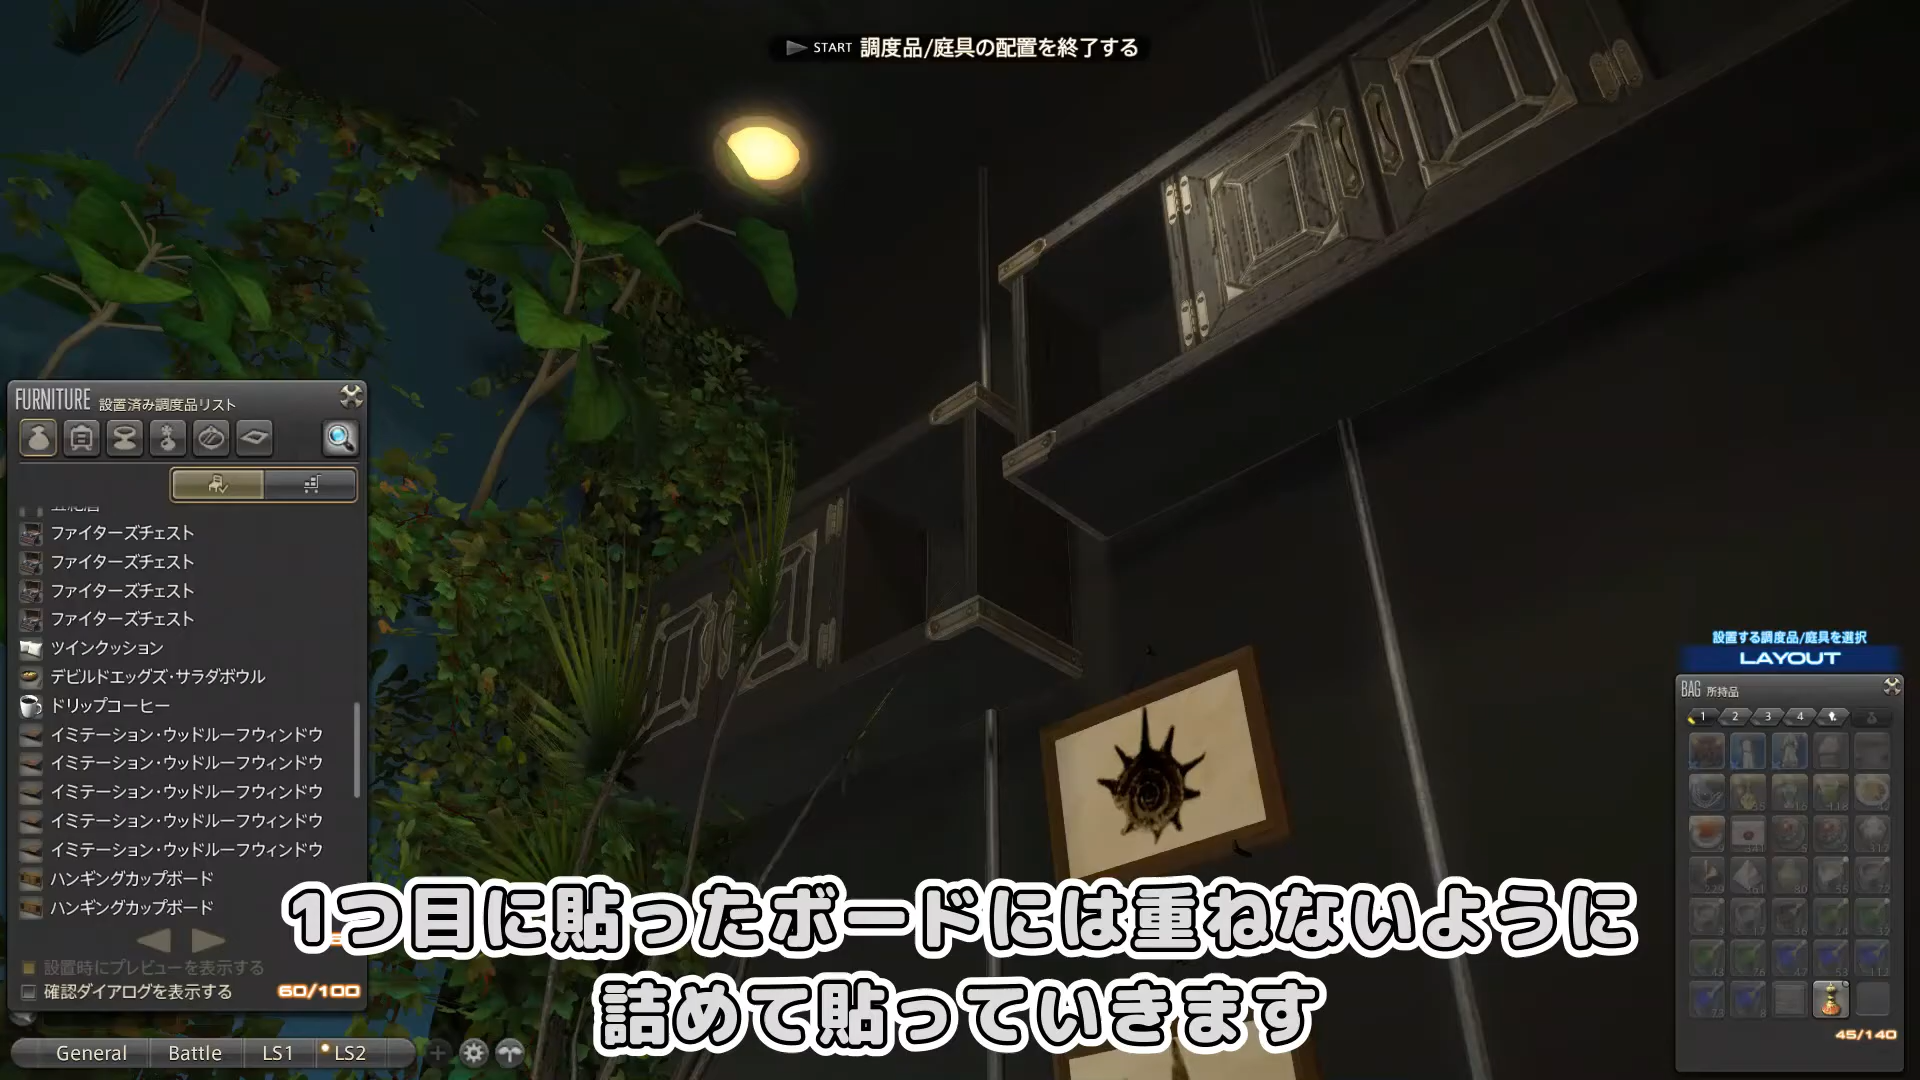 START 調度品/庭具の配置を終了する
FURNITURE 設置済み調度品リスト
ファイターズチェスト
ファイターズチェスト
ファイターズチェスト
ファイターズチェスト
ツインクッション
デビルドエッグズ・サラダボウル
ドリップコーヒー
イミテーション・ウッドルーフウィンドウ
イミテーション・ウッドルーフウィンドウ
イミテーション・ウッドルーフウィンドウ
イミテーション・ウッドルーフウィンドウ
イミテーション・ウッドルーフウィンドウ
ハンギングカップボード
ハンギングカップボード
設置時にプレビューを表示する
確認ダイアログを表示する 60/100
General Battle LS1 LS2
設置する調度品/庭具を選択
LAYOUT
BAG 所持品
1 2 3 4
45/140
1つ目に貼ったボードには重ねないように
詰めて貼っていきます